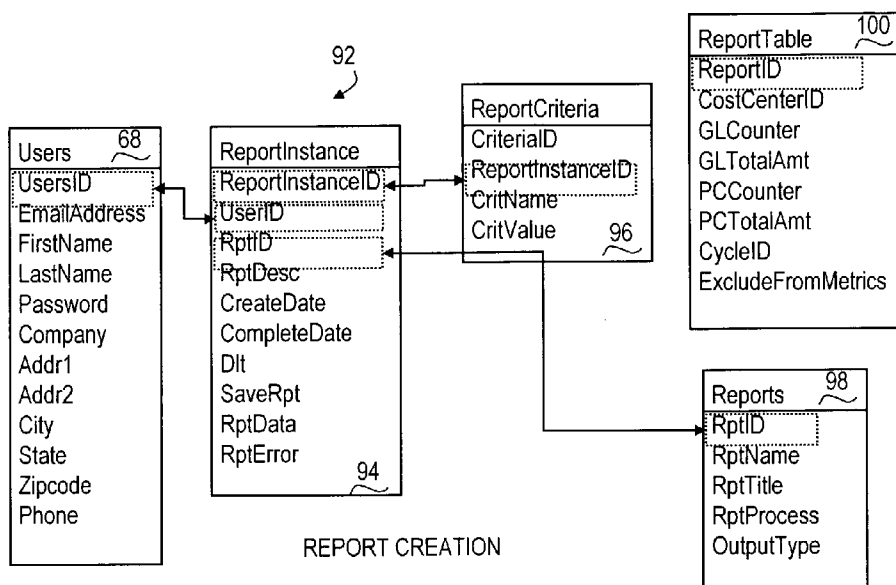 92
Users 68
UsersID
EmailAddress
FirstName
LastName
Password
Company
Addr1
Addr2
City
State
Zipcode
Phone
ReportInstance
ReportInstanceID
UserID
RptID
RptDesc
CreateDate
CompleteDate
Dlt
SaveRpt
RptData
RptError
94
ReportCriteria
CriteriaID
ReportInstanceID
CritName
CritValue
96
ReportTable 100
ReportID
CostCenterID
GLCounter
GLTotalAmt
PCCounter
PCTotalAmt
CycleID
ExcludeFromMetrics
Reports 98
RptID
RptName
RptTitle
RptProcess
OutputType
REPORT CREATION